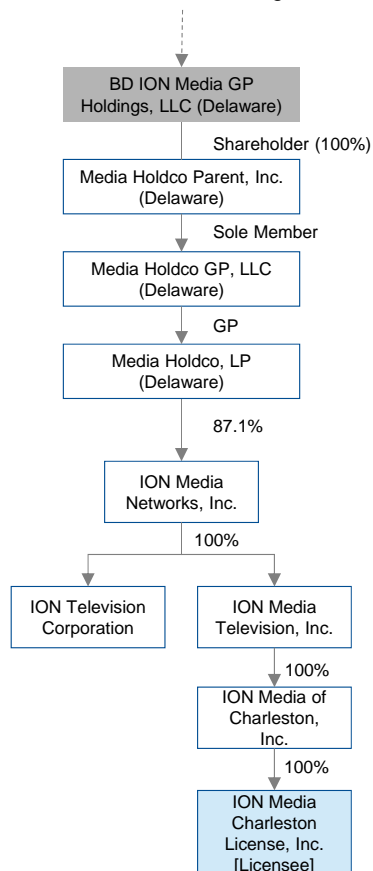 BD ION Media GP
Holdings, LLC (Delaware)
Shareholder (100%)
Media Holdco Parent, Inc.
(Delaware)
Sole Member
Media Holdco GP, LLC
(Delaware)
GP
Media Holdco, LP
(Delaware)
87.1%
ION Media
Networks, Inc.
100%
ION Television
Corporation
ION Media
Television, Inc.
100%
ION Media of
Charleston,
Inc.
100%
ION Media
Charleston
License, Inc.
[Licensee]